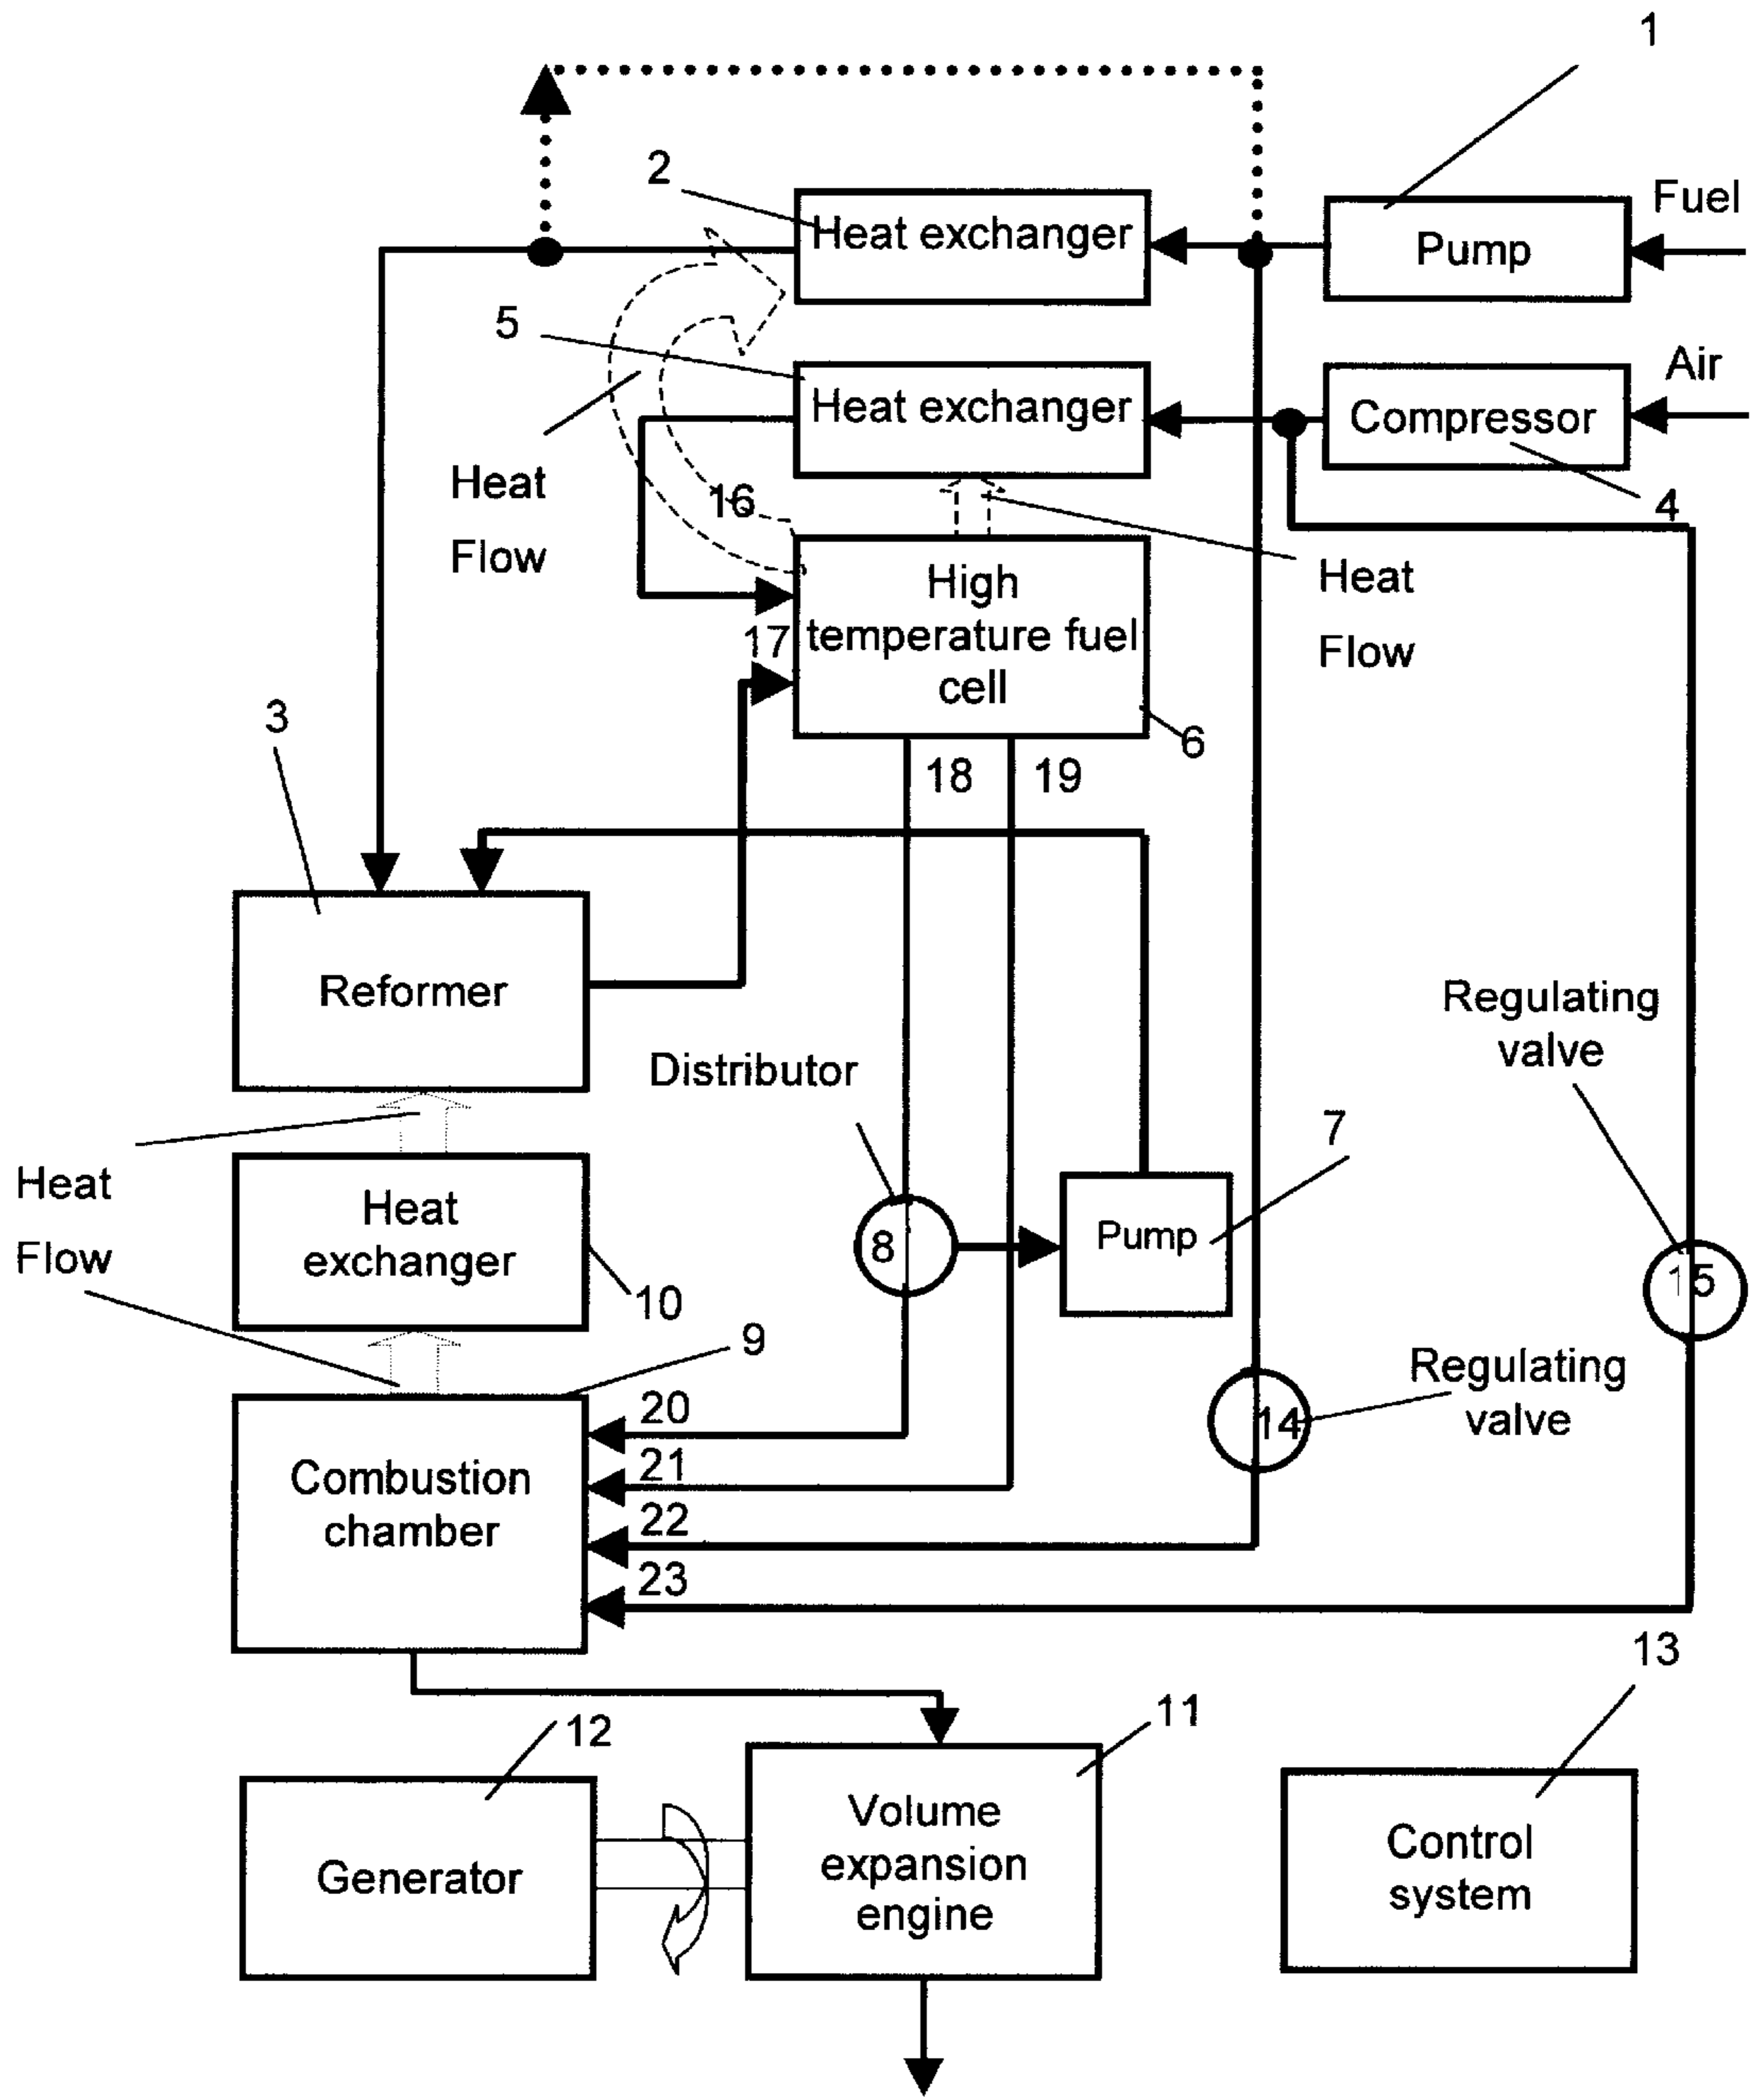 1
2
Fuel
Heat exchanger
Pump
5
Air
Heat exchanger
Compressor
4
Heat
Flow
16
High
temperature fuel
cell
Heat
Flow
17
3
6
18
19
Reformer
Regulating
valve
Distributor
7
Heat
Flow
Heat
exchanger
8
Pump
15
10
9
Regulating
valve
14
20
Combustion
chamber
21
22
23
13
12
11
Generator
Volume
expansion
engine
Control
system